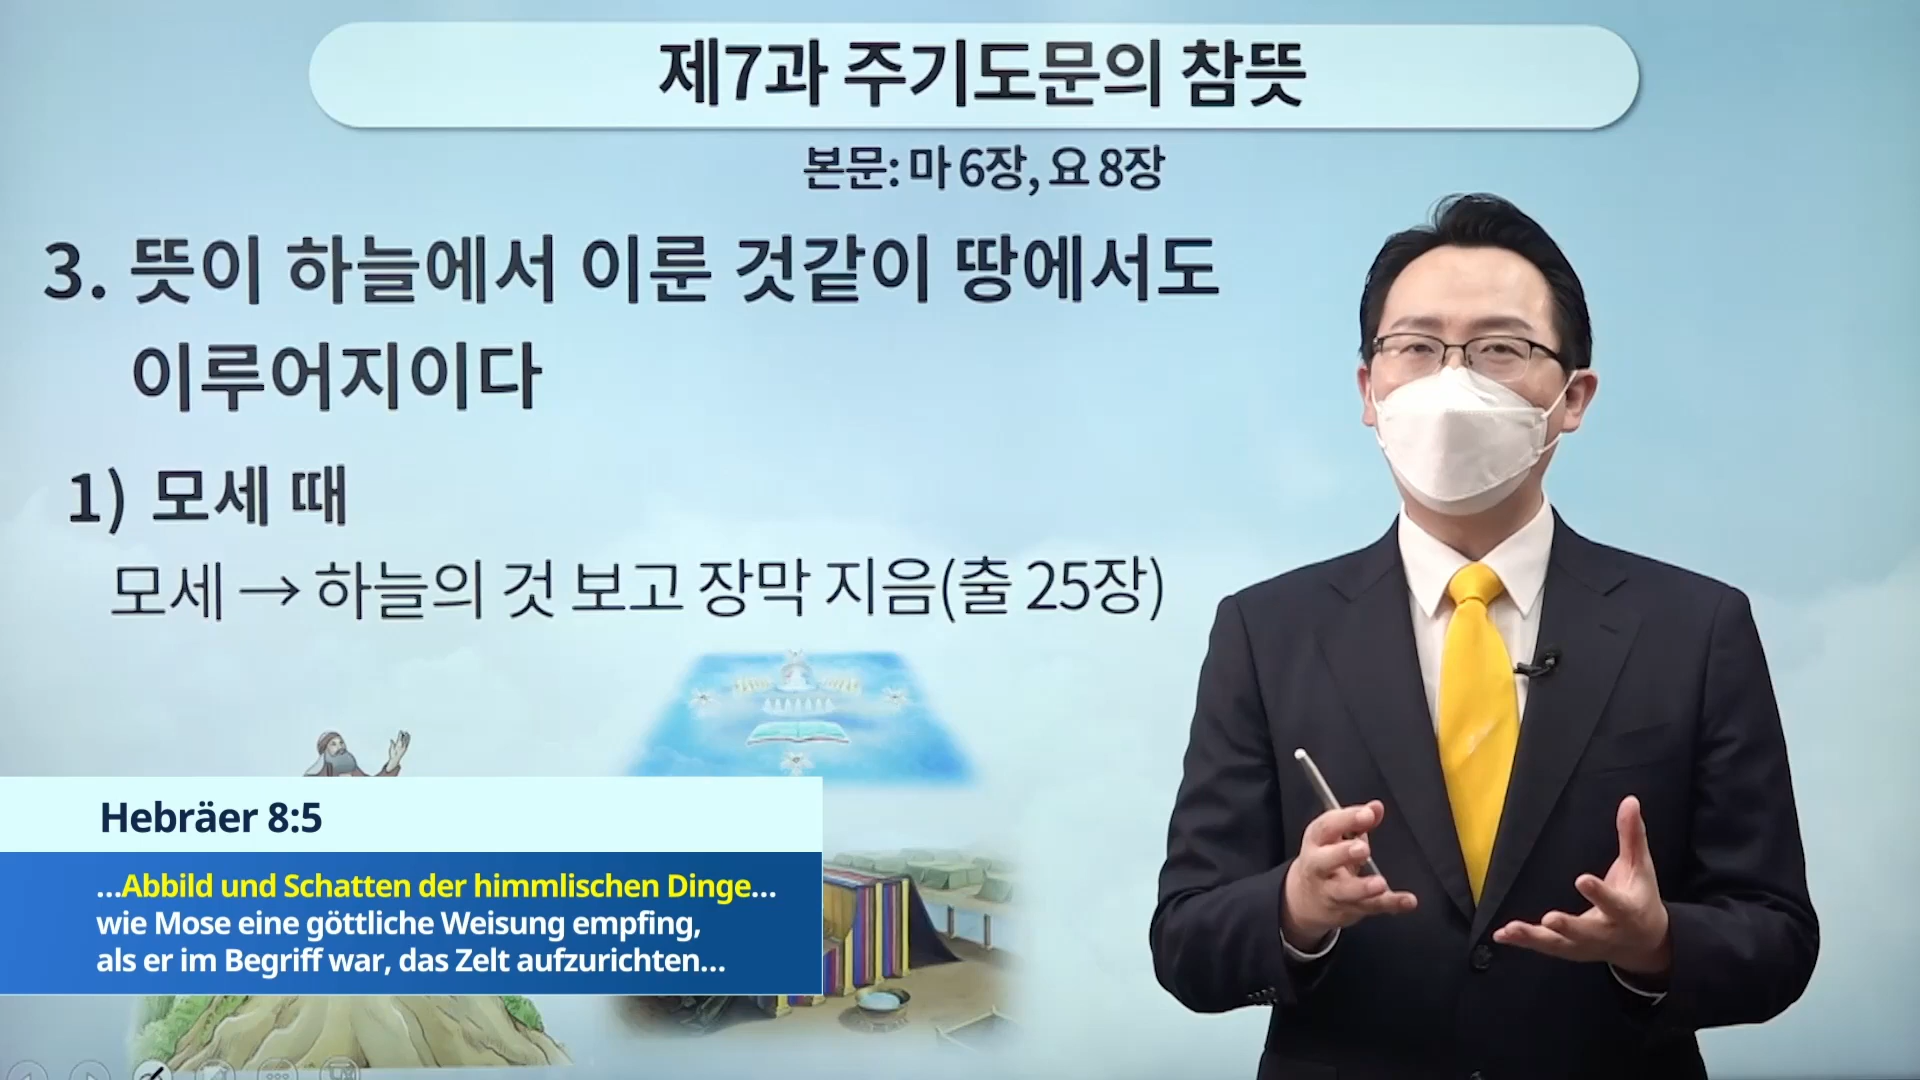 제7과 주기도문의 참뜻
본문: 마 6장, 요 8장
3. 뜻이 하늘에서 이룬 것같이 땅에서도
이루어지이다
1) 모세 때
모세 → 하늘의 것 보고 장막 지음(출 25장)
Hebräer 8:5
...Abbild und Schatten der himmlischen Dinge...
wie Mose eine göttliche Weisung empfing,
als er im Begriff war, das Zelt aufzurichten...